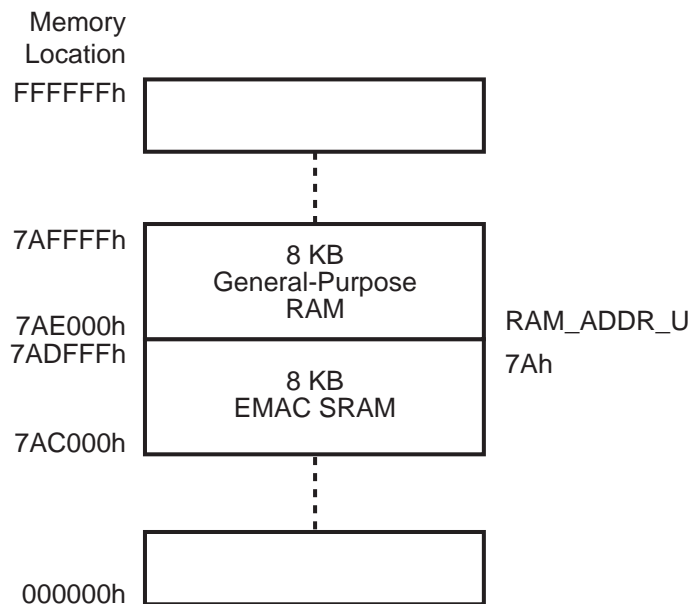 Memory
Location
FFFFFFh
7AFFFFh
8 KB
General-Purpose
RAM
7AE000h
RAM_ADDR_U
7ADFFFh
7Ah
8 KB
EMAC SRAM
7AC000h
000000h